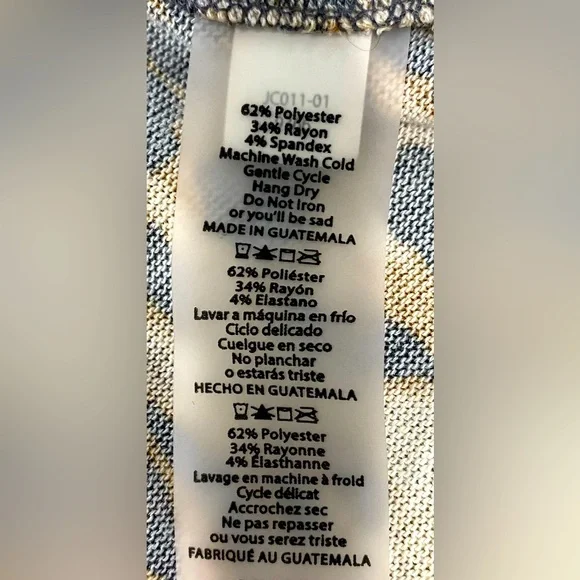 JC011-01
62% Polyester
34% Rayon
4% Spandex
Machine Wash Cold
Gentle Cycle
Hang Dry
Do Not Iron
or you'll be sad
MADE IN GUATEMALA
62% Poliéster
34% Rayón
4% Elastano
Lavar a máquina en frío
Ciclo delicado
Cuelgue en seco
No planchar
o estarás triste
HECHO EN GUATEMALA
62% Polyester
34% Rayonne
4% Élasthanne
Lavage en machine à froid
Cycle délicat
Accrochez sec
Ne pas repasser
ou vous serez triste
FABRIQUÉ AU GUATEMALA